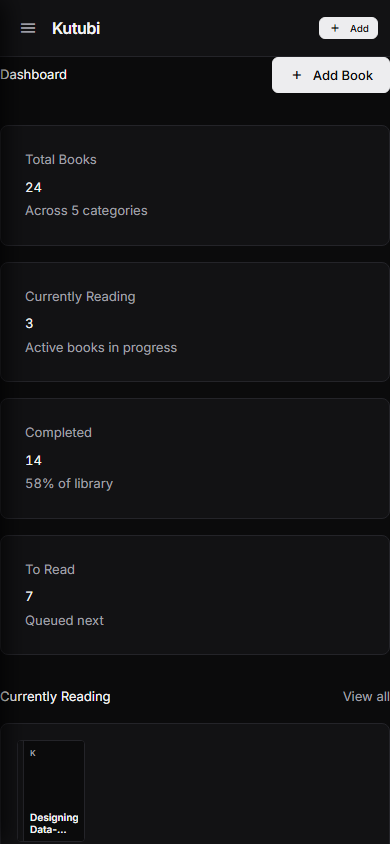 Kutubi
+ Add
Dashboard
+ Add Book
Total Books
24
Across 5 categories
Currently Reading
3
Active books in progress
Completed
14
58% of library
To Read
7
Queued next
Currently Reading
View all
K
Designing
Data-...